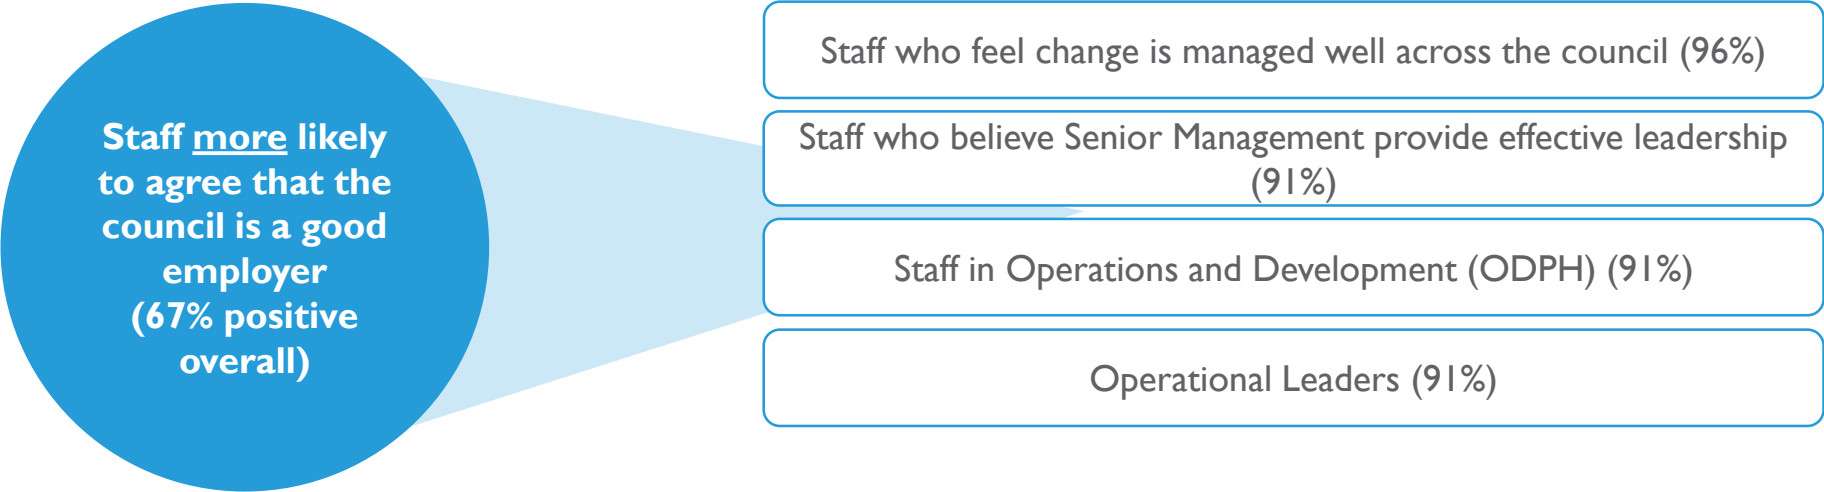 Staff more likely
to agree that the
council is a good
employer
(67% positive
overall)
Staff who feel change is managed well across the council (96%)
Staff who believe Senior Management provide effective leadership
(91%)
Staff in Operations and Development (ODPH) (91%)
Operational Leaders (91%)